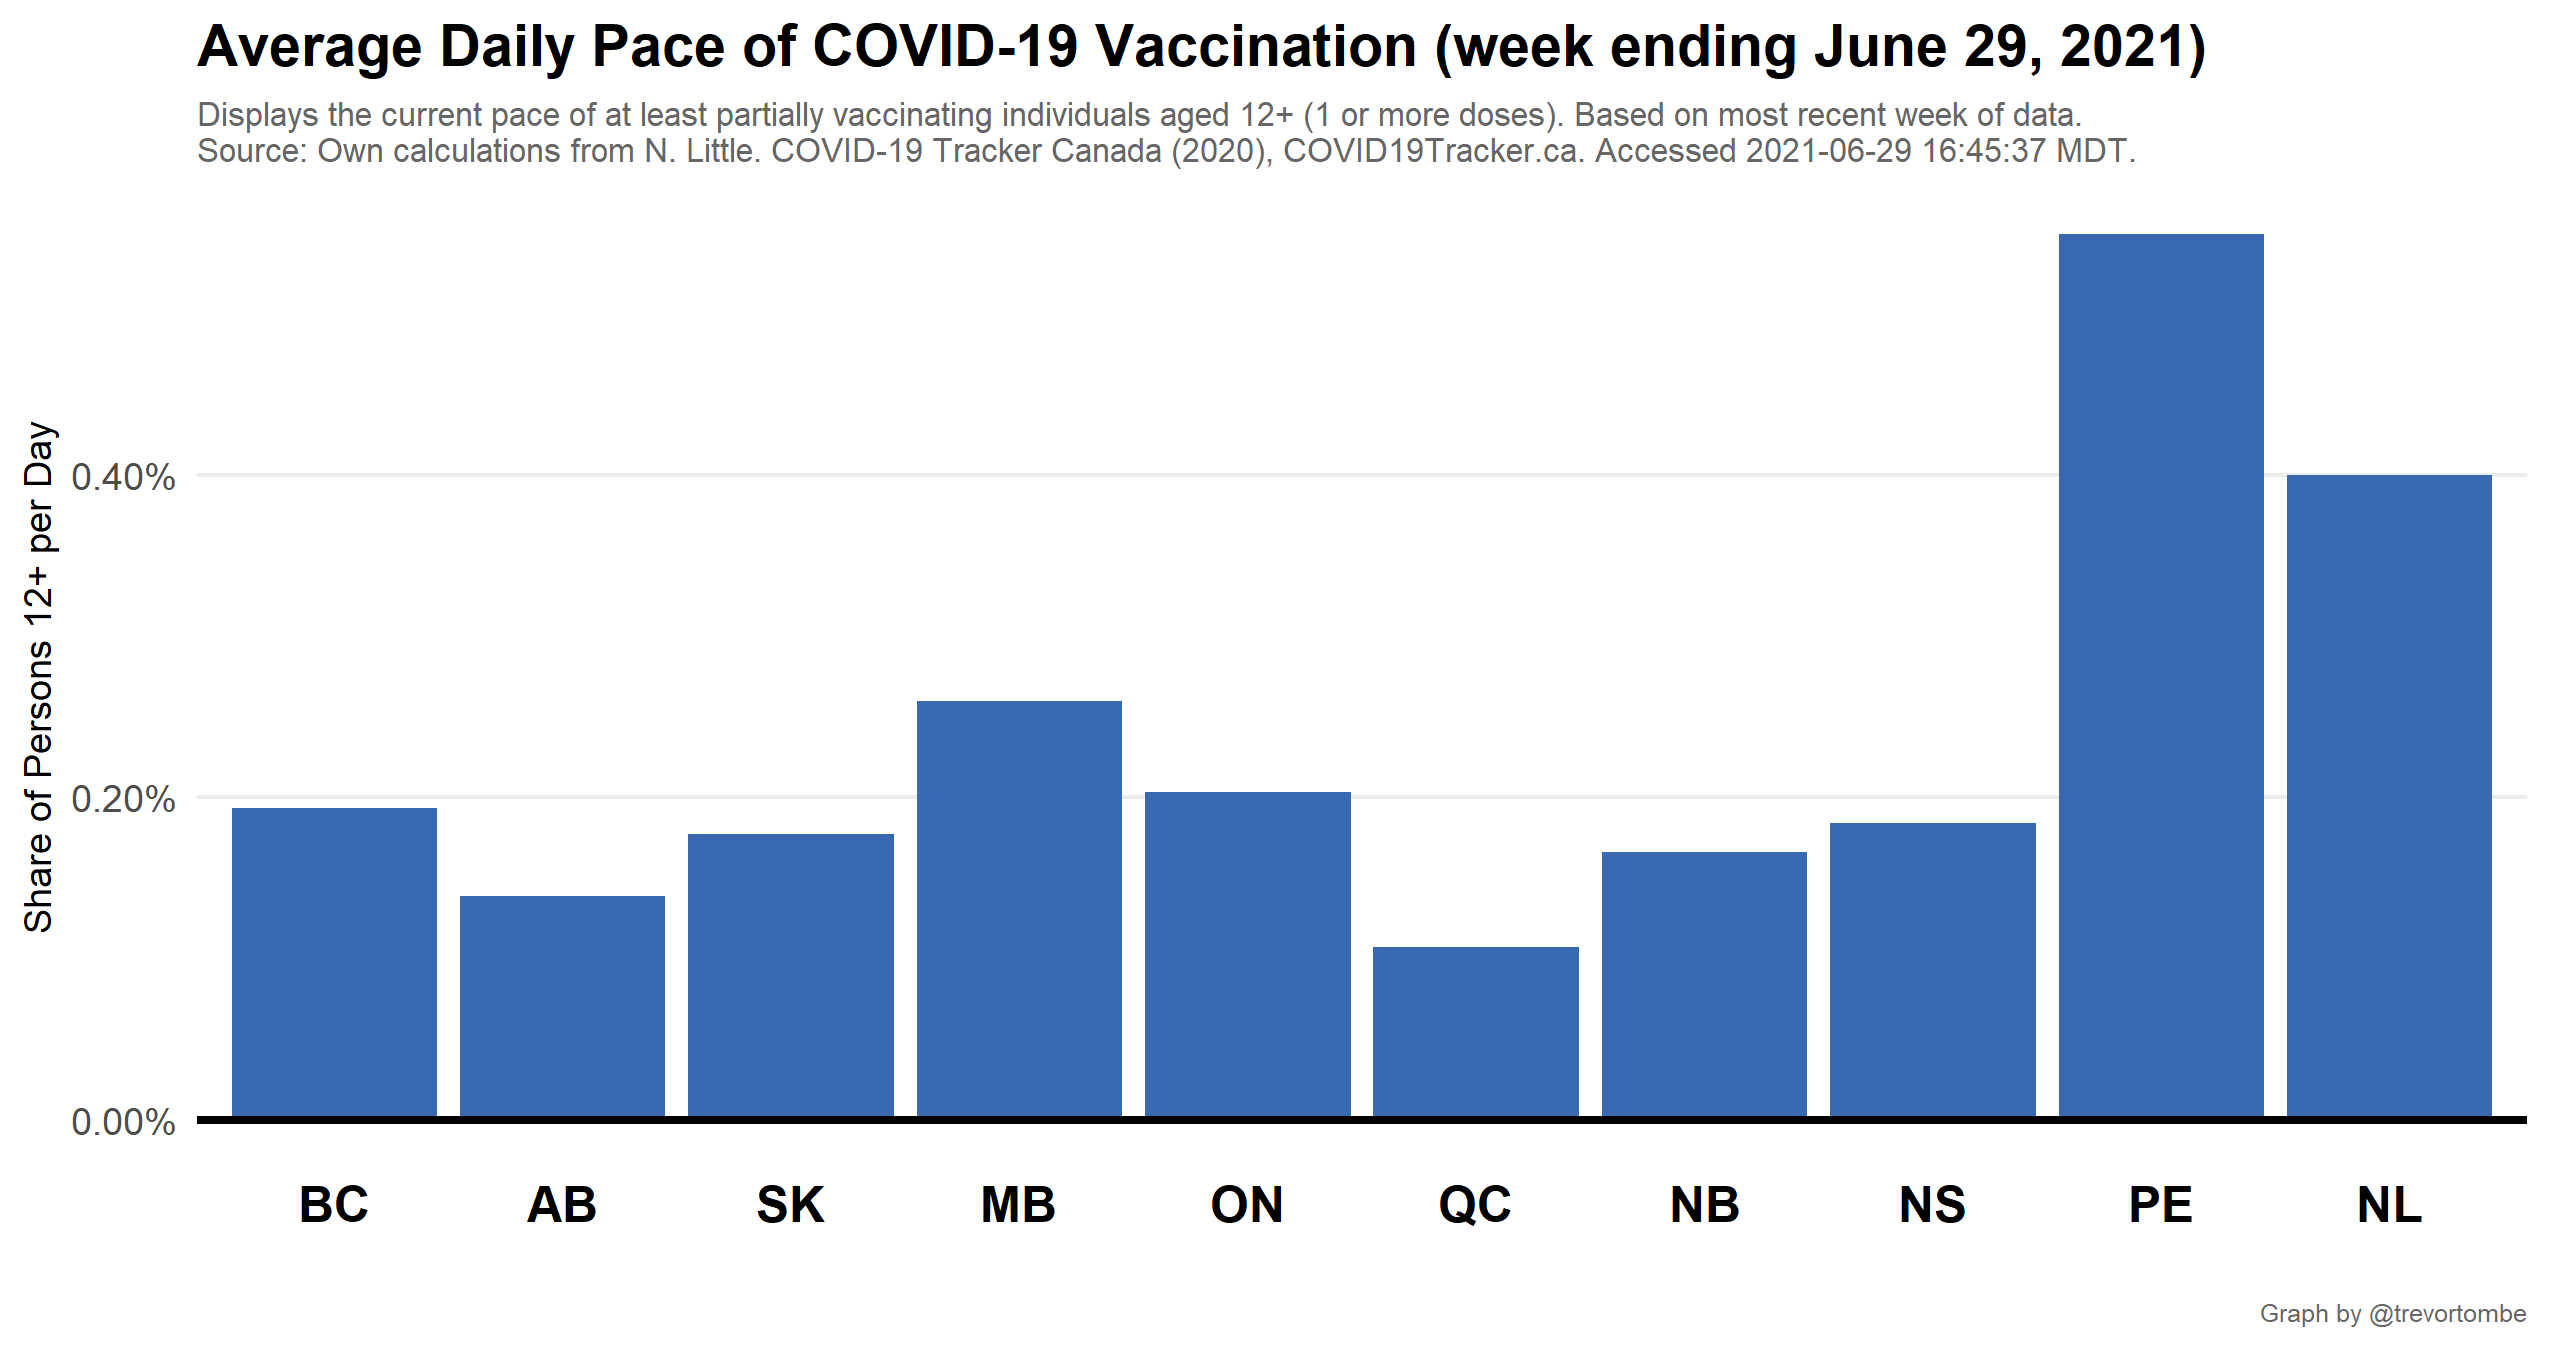 Average Daily Pace of COVID-19 Vaccination (week ending June 29, 2021)
Displays the current pace of at least partially vaccinating individuals aged 12+ (1 or more doses). Based on most recent week of data.
Source: Own calculations from N. Little. COVID-19 Tracker Canada (2020), COVID19Tracker.ca. Accessed 2021-06-29 16:45:37 MDT.
Share of Persons 12+ per Day
0.40%
0.20%
0.00%
BC AB SK MB ON QC NB NS PE NL
Graph by @trevortombe